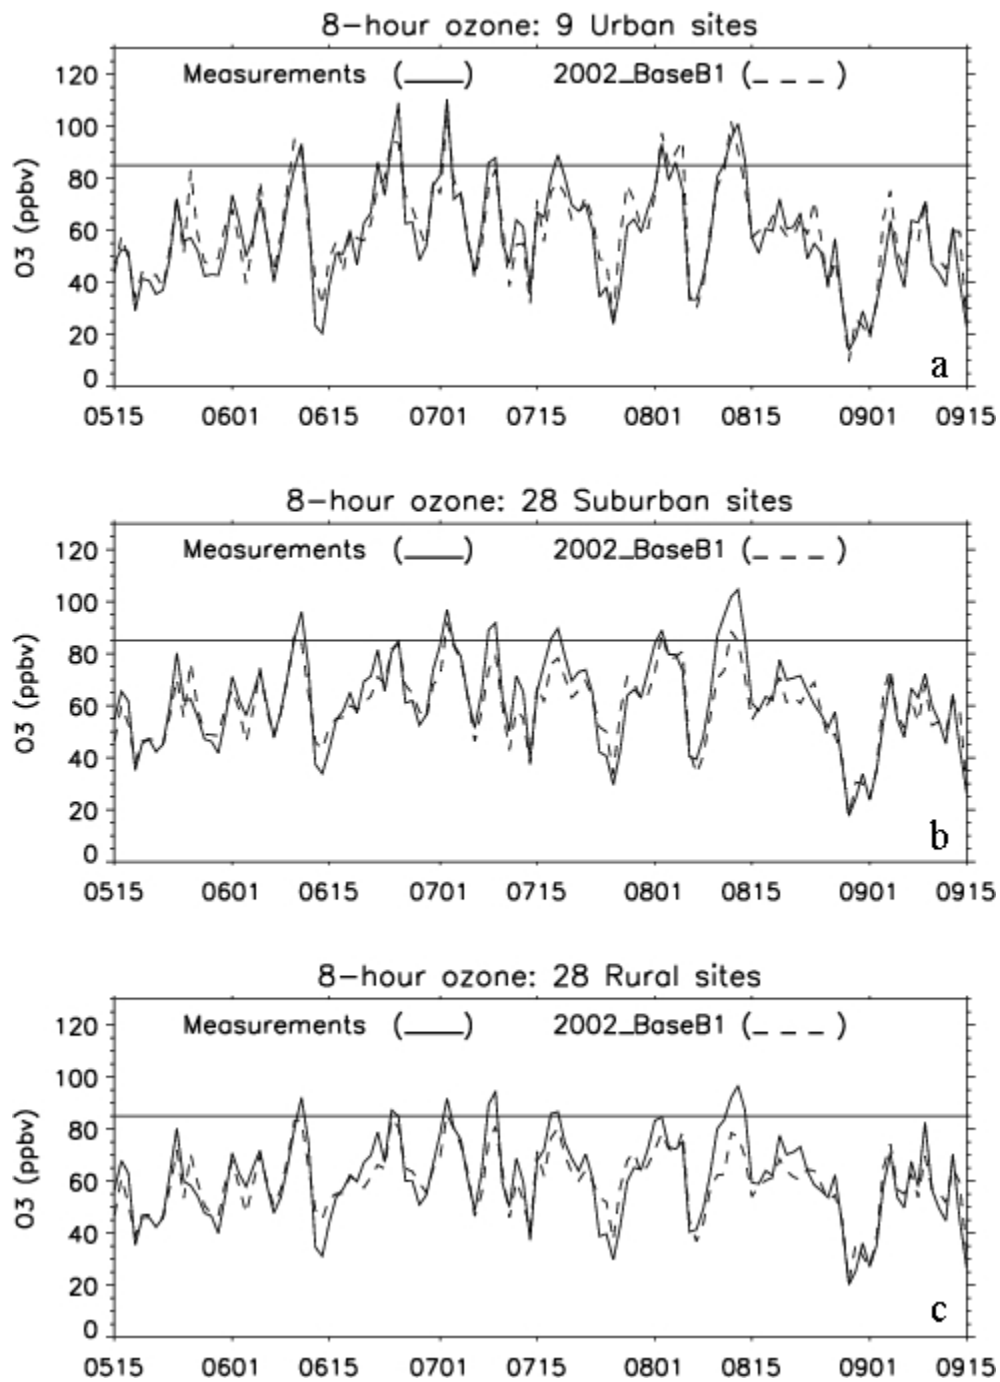 8-hour ozone: 9 Urban sites
Measurements (____) 2002_BaseB1 (_ _ _ )
120
100
80
60
40
20
0
O3 (ppbv)
a
0515 0601 0615 0701 0715 0801 0815 0901 0915
8-hour ozone: 28 Suburban sites
Measurements (____) 2002_BaseB1 (_ _ _ )
120
100
80
60
40
20
0
O3 (ppbv)
b
0515 0601 0615 0701 0715 0801 0815 0901 0915
8-hour ozone: 28 Rural sites
Measurements (____) 2002_BaseB1 (_ _ _ )
120
100
80
60
40
20
0
O3 (ppbv)
c
0515 0601 0615 0701 0715 0801 0815 0901 0915